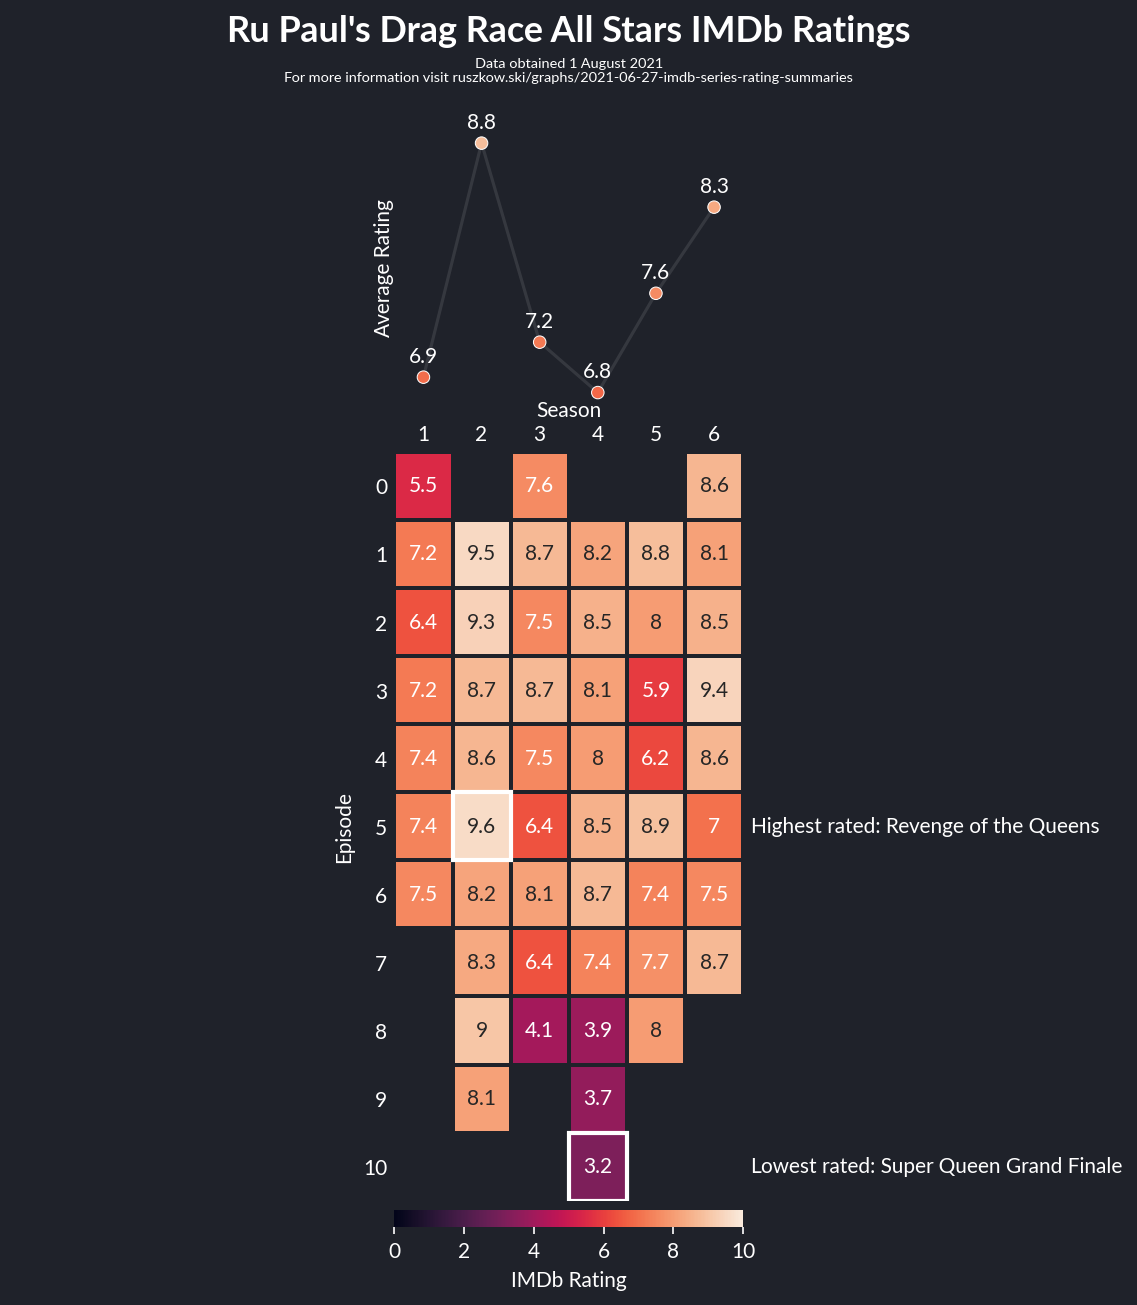 Ru Paul's Drag Race All Stars IMDb Ratings
Data obtained 1 August 2021
For more information visit ruszkow.ski/graphs/2021-06-27-imdb-series-rating-summaries
Average Rating
6.9 8.8 7.2 6.8 7.6 8.3
Season
1 2 3 4 5 6
Episode
0 5.5 7.6 8.6
1 7.2 9.5 8.7 8.2 8.8 8.1
2 6.4 9.3 7.5 8.5 8 8.5
3 7.2 8.7 8.7 8.1 5.9 9.4
4 7.4 8.6 7.5 8 6.2 8.6
5 7.4 9.6 6.4 8.5 8.9 7 Highest rated: Revenge of the Queens
6 7.5 8.2 8.1 8.7 7.4 7.5
7 8.3 6.4 7.4 7.7 8.7
8 9 4.1 3.9 8
9 8.1 3.7
10 3.2 Lowest rated: Super Queen Grand Finale
0 2 4 6 8 10
IMDb Rating